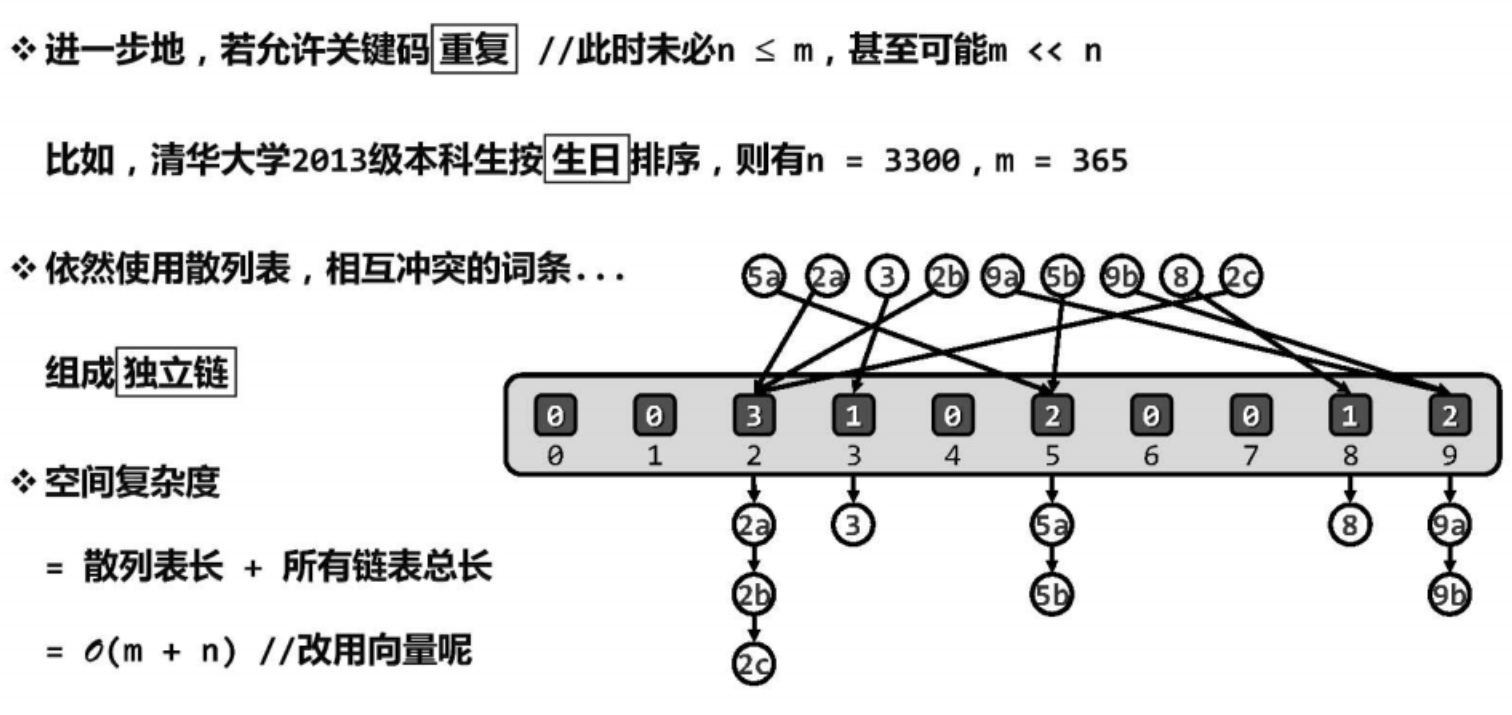 ❖ 进一步地，若允许关键码重复 //此时未必n ≤ m，甚至可能m << n
比如，清华大学2013级本科生按生日排序，则有n = 3300，m = 365
❖ 依然使用散列表，相互冲突的词条...
组成独立链
❖ 空间复杂度
= 散列表长 + 所有链表总长
= O(m + n) //改用向量呢
5a 2a 3 2b 9a 5b 9b 8 2c
0 0 3 1 0 2 0 0 1 2
0 1 2 3 4 5 6 7 8 9
2a 3 5a 8 9a
2b 5b 9b
2c